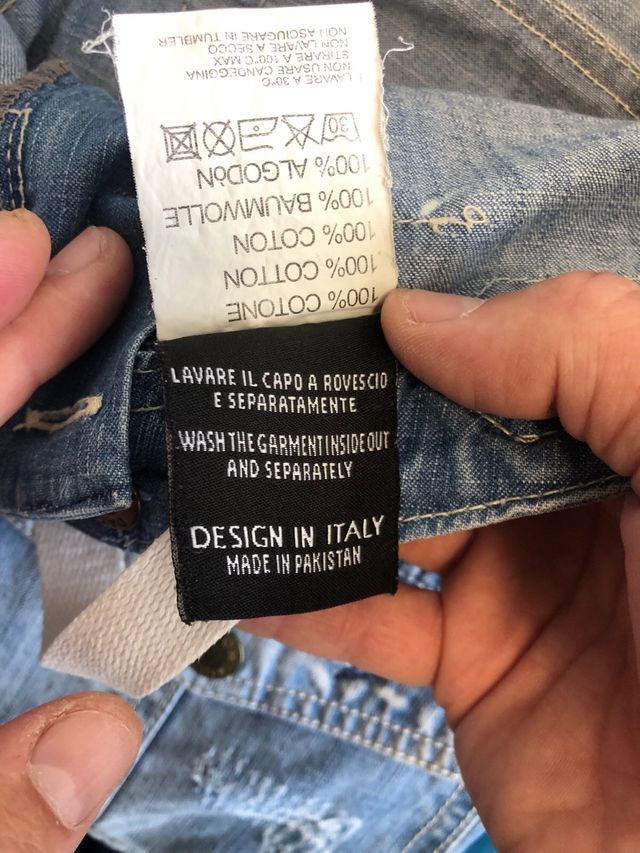 100% COTONE
100% COTTON
100% COTON
100% BAUMWOLLE
100% ALGODòN
30
LAVARE A 30°C
NON USARE CANDEGGINA
STIRARE A 100°C MAX
NON LAVARE A SECCO
NON ASCIUGARE IN TUMBLER
LAVARE IL CAPO A ROVESCIO
E SEPARATAMENTE
WASH THE GARMENT INSIDE OUT
AND SEPARATELY
DESIGN IN ITALY
MADE IN PAKISTAN